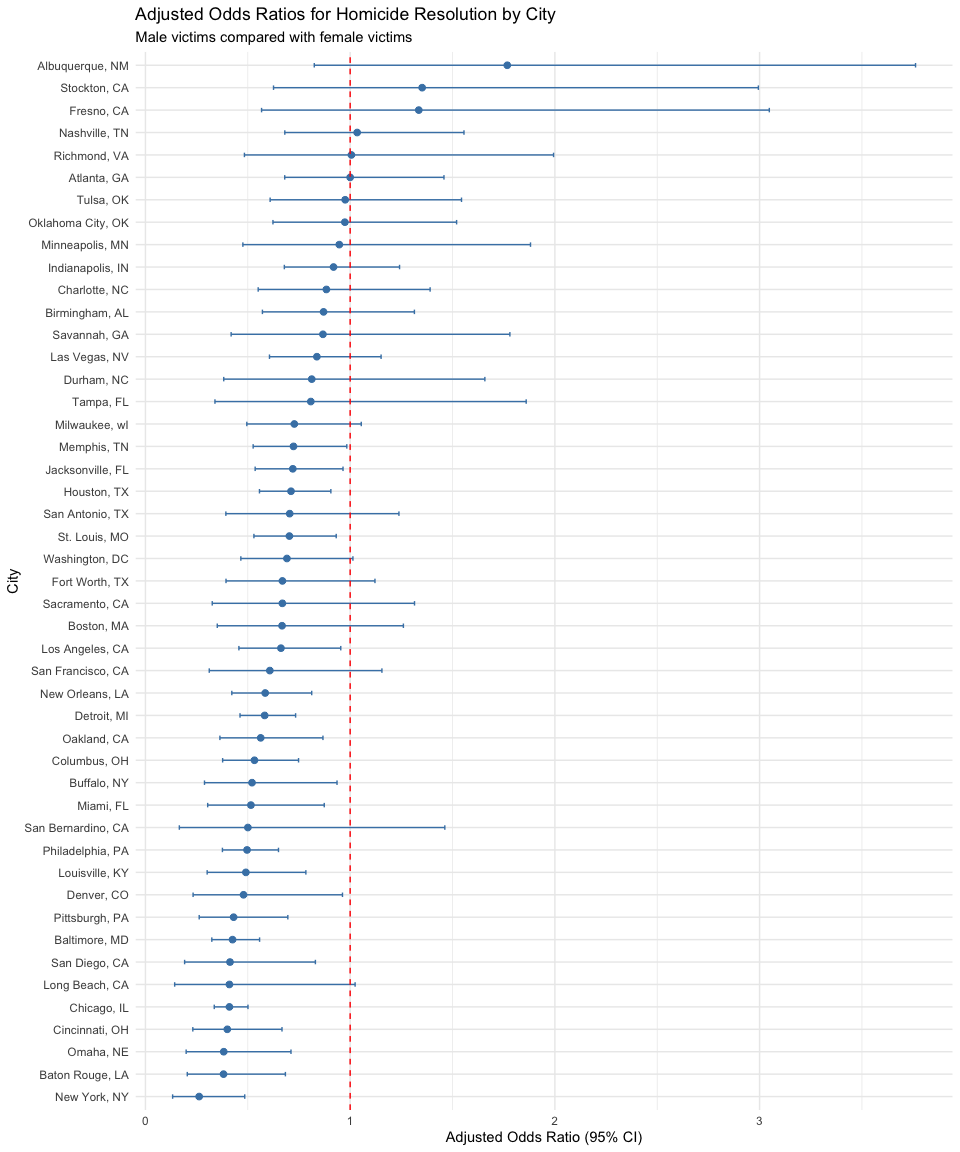 Adjusted Odds Ratios for Homicide Resolution by City
Male victims compared with female victims
Albuquerque, NM
Stockton, CA
Fresno, CA
Nashville, TN
Richmond, VA
Atlanta, GA
Tulsa, OK
Oklahoma City, OK
Minneapolis, MN
Indianapolis, IN
Charlotte, NC
Birmingham, AL
Savannah, GA
Las Vegas, NV
Durham, NC
Tampa, FL
Milwaukee, wI
Memphis, TN
Jacksonville, FL
Houston, TX
San Antonio, TX
St. Louis, MO
Washington, DC
Fort Worth, TX
Sacramento, CA
Boston, MA
Los Angeles, CA
San Francisco, CA
New Orleans, LA
Detroit, MI
Oakland, CA
Columbus, OH
Buffalo, NY
Miami, FL
San Bernardino, CA
Philadelphia, PA
Louisville, KY
Denver, CO
Pittsburgh, PA
Baltimore, MD
San Diego, CA
Long Beach, CA
Chicago, IL
Cincinnati, OH
Omaha, NE
Baton Rouge, LA
New York, NY
City
0 1 2 3
Adjusted Odds Ratio (95% CI)